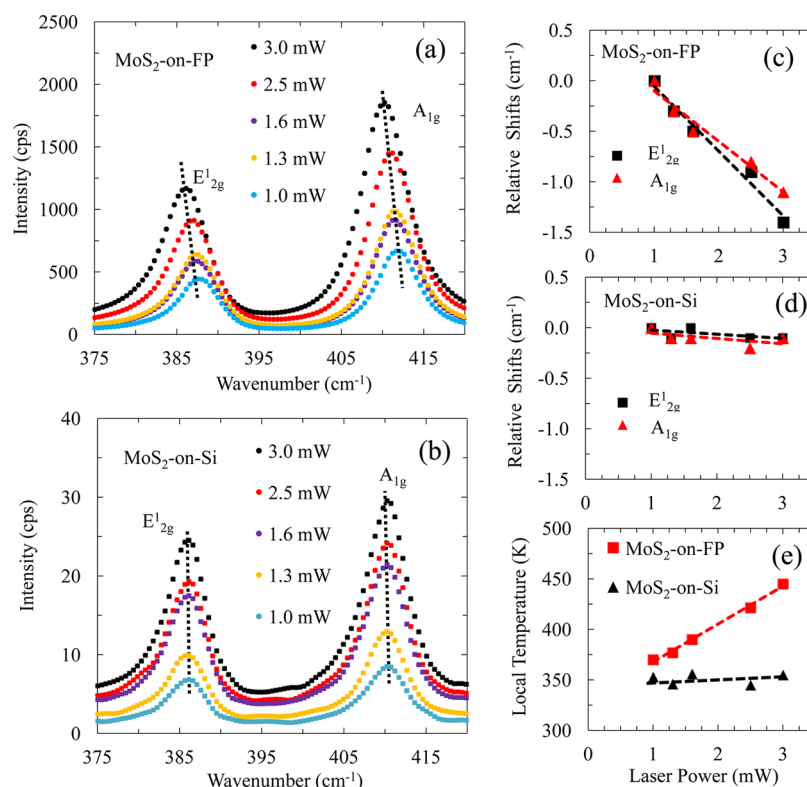 (a)
MoS₂-on-FP
3.0 mW
2.5 mW
1.6 mW
1.3 mW
1.0 mW
E¹₂g
A₁g
Intensity (cps)
3000
2500
2000
1500
1000
500
0
375 385 395 405 415
Wavenumber (cm⁻¹)
(b)
MoS₂-on-Si
3.0 mW
2.5 mW
1.6 mW
1.3 mW
1.0 mW
E¹₂g
A₁g
Intensity (cps)
40
30
20
10
0
375 385 395 405 415
Wavenumber (cm⁻¹)
(c)
MoS₂-on-FP
E¹₂g
A₁g
Relative Shifts (cm⁻¹)
0.5
0.0
-0.5
-1.0
-1.5
0 1 2 3
(d)
MoS₂-on-Si
E¹₂g
A₁g
Relative Shifts (cm⁻¹)
0.5
0.0
-0.5
-1.0
-1.5
0 1 2 3
(e)
MoS₂-on-FP
MoS₂-on-Si
Local Temperature (K)
500
450
400
350
300
0 1 2 3
Laser Power (mW)